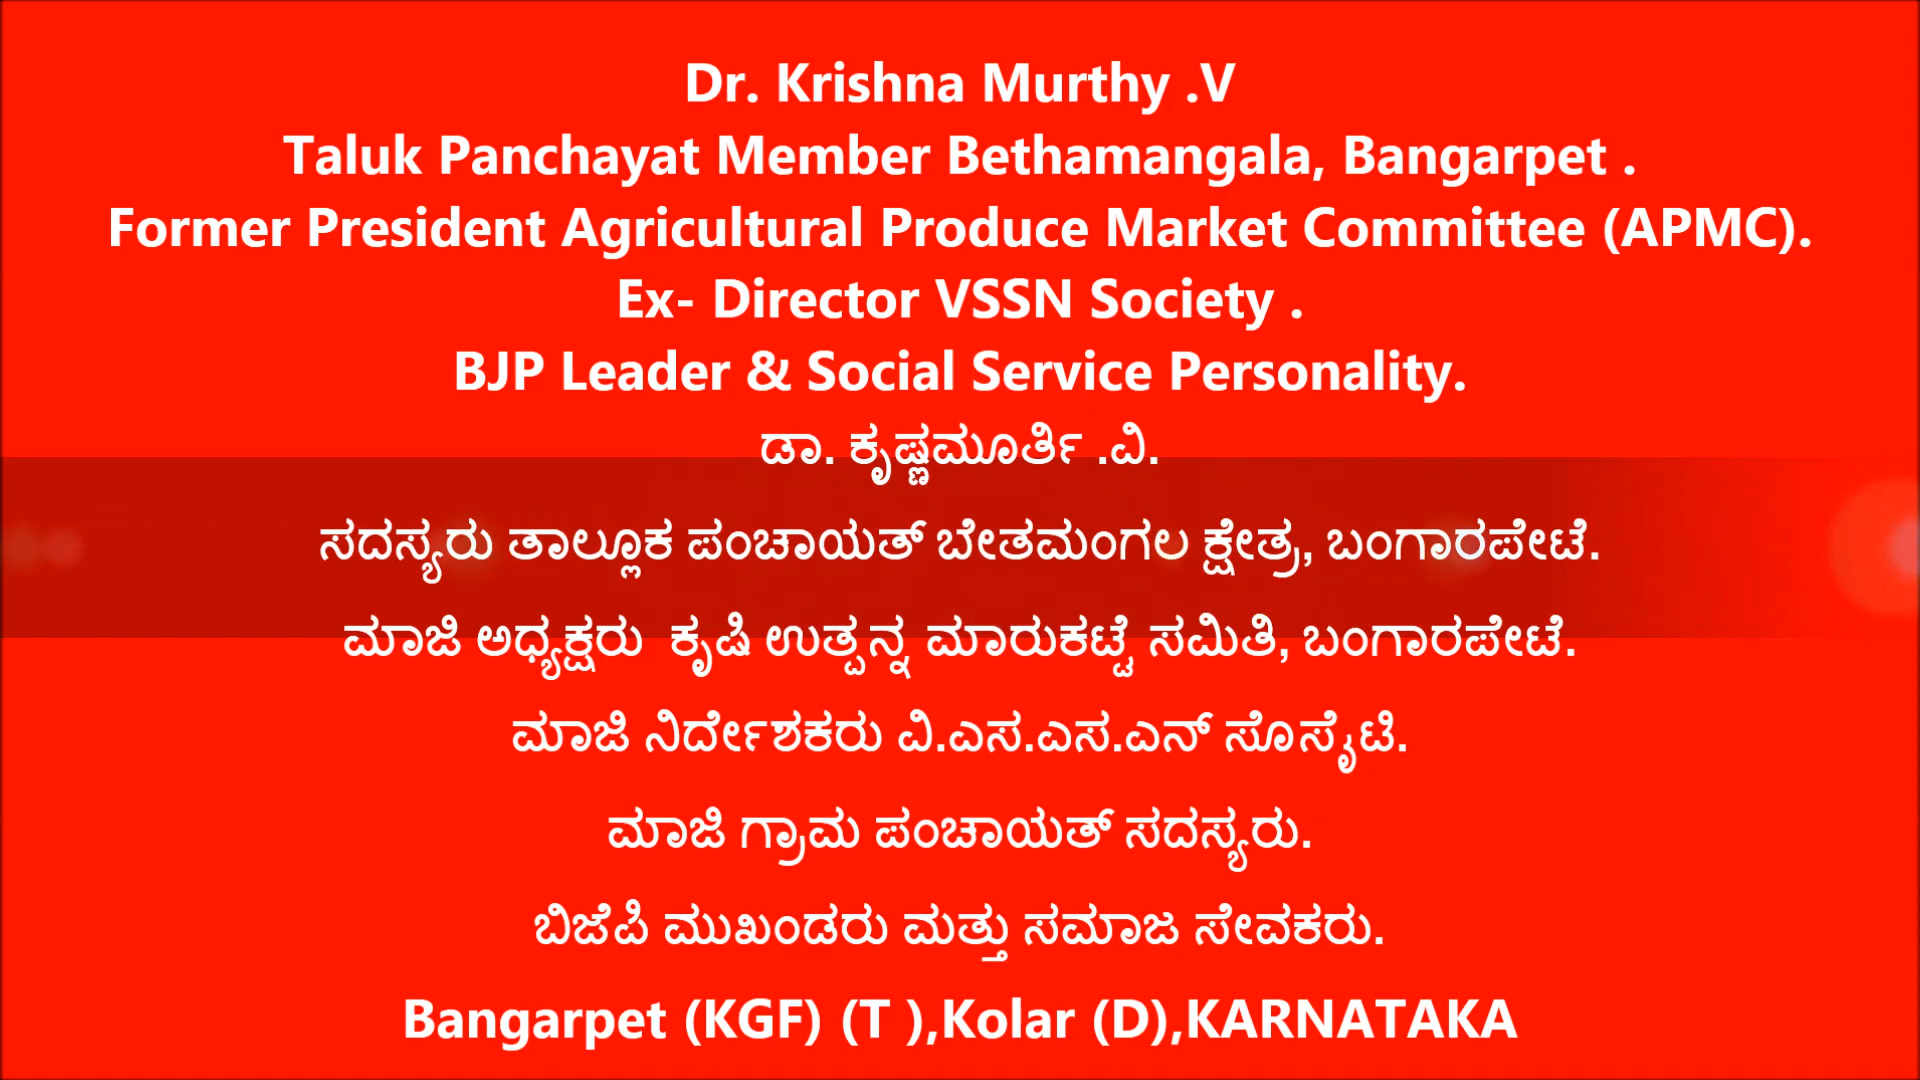 Dr. Krishna Murthy .V
Taluk Panchayat Member Bethamangala, Bangarpet .
Former President Agricultural Produce Market Committee (APMC).
Ex- Director VSSN Society .
BJP Leader & Social Service Personality.
ಡಾ. ಕೃಷ್ಣಮೂರ್ತಿ .ವಿ.
ಸದಸ್ಯರು ತಾಲ್ಲೂಕ ಪಂಚಾಯತ್ ಬೇತಮಂಗಲ ಕ್ಷೇತ್ರ, ಬಂಗಾರಪೇಟೆ.
ಮಾಜಿ ಅಧ್ಯಕ್ಷರು  ಕೃಷಿ ಉತ್ಪನ್ನ ಮಾರುಕಟ್ಟೆ ಸಮಿತಿ, ಬಂಗಾರಪೇಟೆ.
ಮಾಜಿ ನಿರ್ದೇಶಕರು ವಿ.ಎಸ.ಎಸ.ಎನ್ ಸೊಸೈಟಿ.
ಮಾಜಿ ಗ್ರಾಮ ಪಂಚಾಯತ್ ಸದಸ್ಯರು.
ಬಿಜೆಪಿ ಮುಖಂಡರು ಮತ್ತು ಸಮಾಜ ಸೇವಕರು.
Bangarpet (KGF) (T ),Kolar (D),KARNATAKA